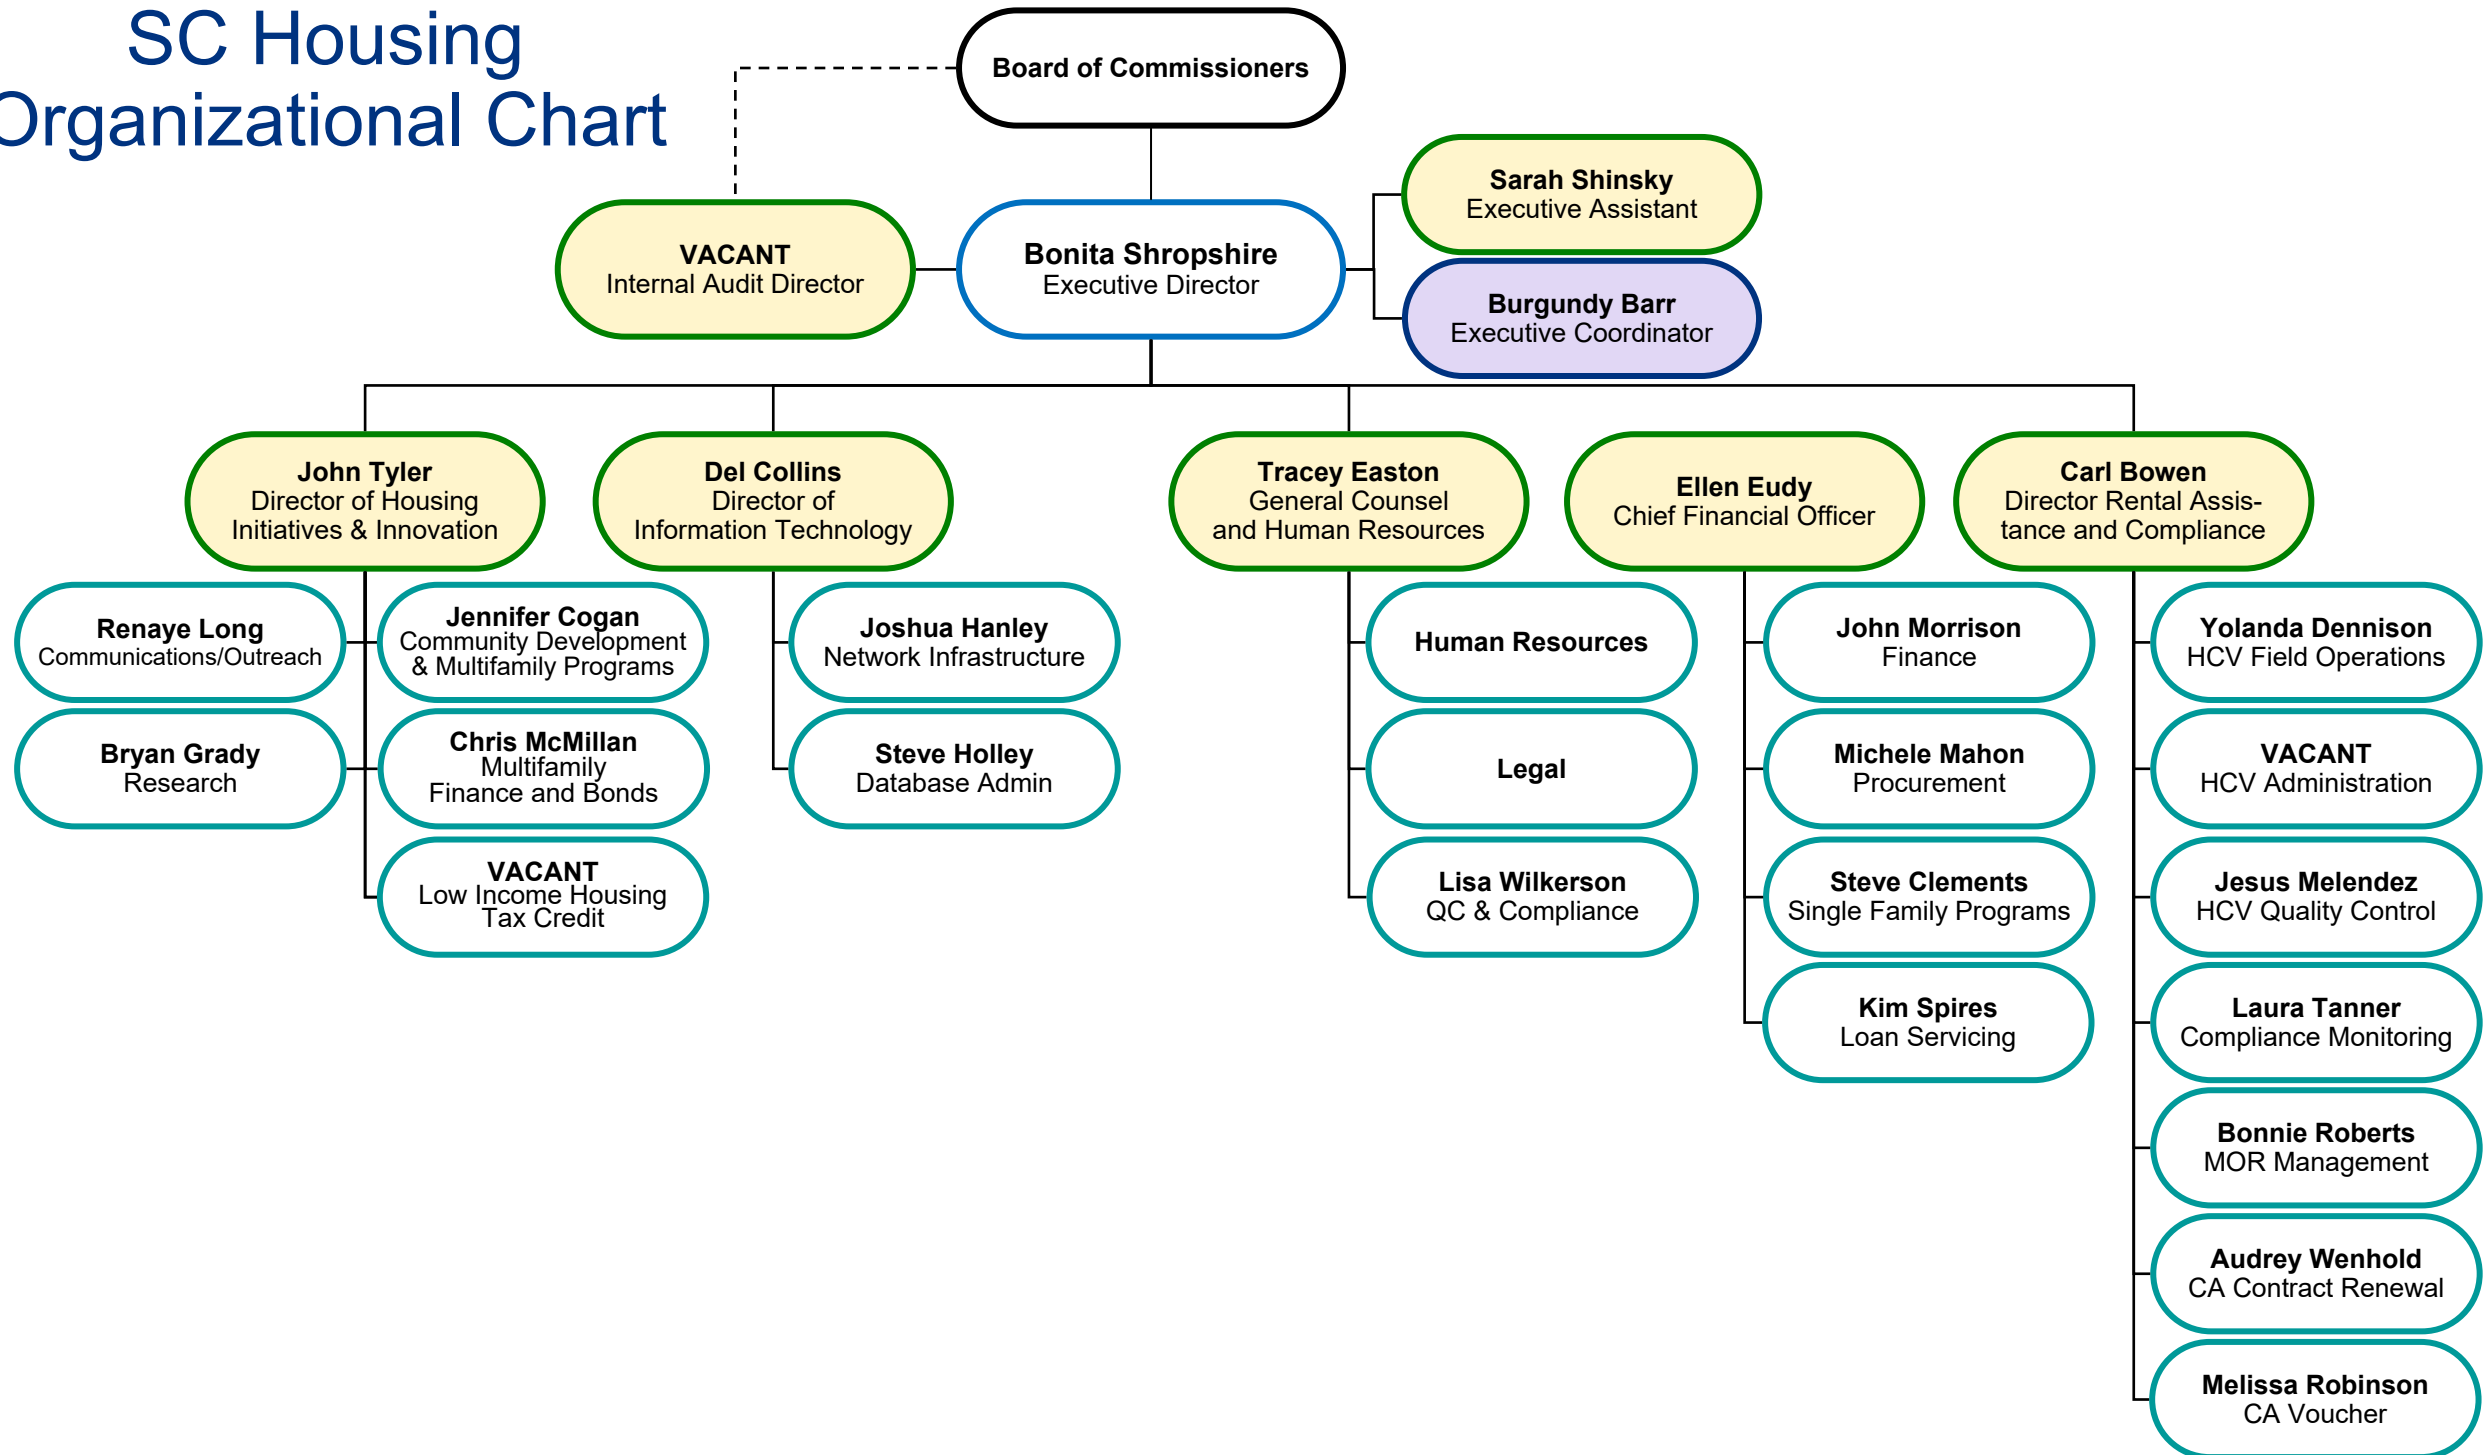 SC Housing
Organizational Chart
Board of Commissioners
Sarah Shinsky
Executive Assistant
VACANT
Internal Audit Director
Bonita Shropshire
Executive Director
Burgundy Barr
Executive Coordinator
John Tyler
Director of Housing
Initiatives & Innovation
Del Collins
Director of
Information Technology
Tracey Easton
General Counsel
and Human Resources
Ellen Eudy
Chief Financial Officer
Carl Bowen
Director Rental Assis-
tance and Compliance
Renaye Long
Communications/Outreach
Jennifer Cogan
Community Development
& Multifamily Programs
Joshua Hanley
Network Infrastructure
Human Resources
John Morrison
Finance
Yolanda Dennison
HCV Field Operations
Bryan Grady
Research
Chris McMillan
Multifamily
Finance and Bonds
Steve Holley
Database Admin
Legal
Michele Mahon
Procurement
VACANT
HCV Administration
VACANT
Low Income Housing
Tax Credit
Lisa Wilkerson
QC & Compliance
Steve Clements
Single Family Programs
Jesus Melendez
HCV Quality Control
Kim Spires
Loan Servicing
Laura Tanner
Compliance Monitoring
Bonnie Roberts
MOR Management
Audrey Wenhold
CA Contract Renewal
Melissa Robinson
CA Voucher